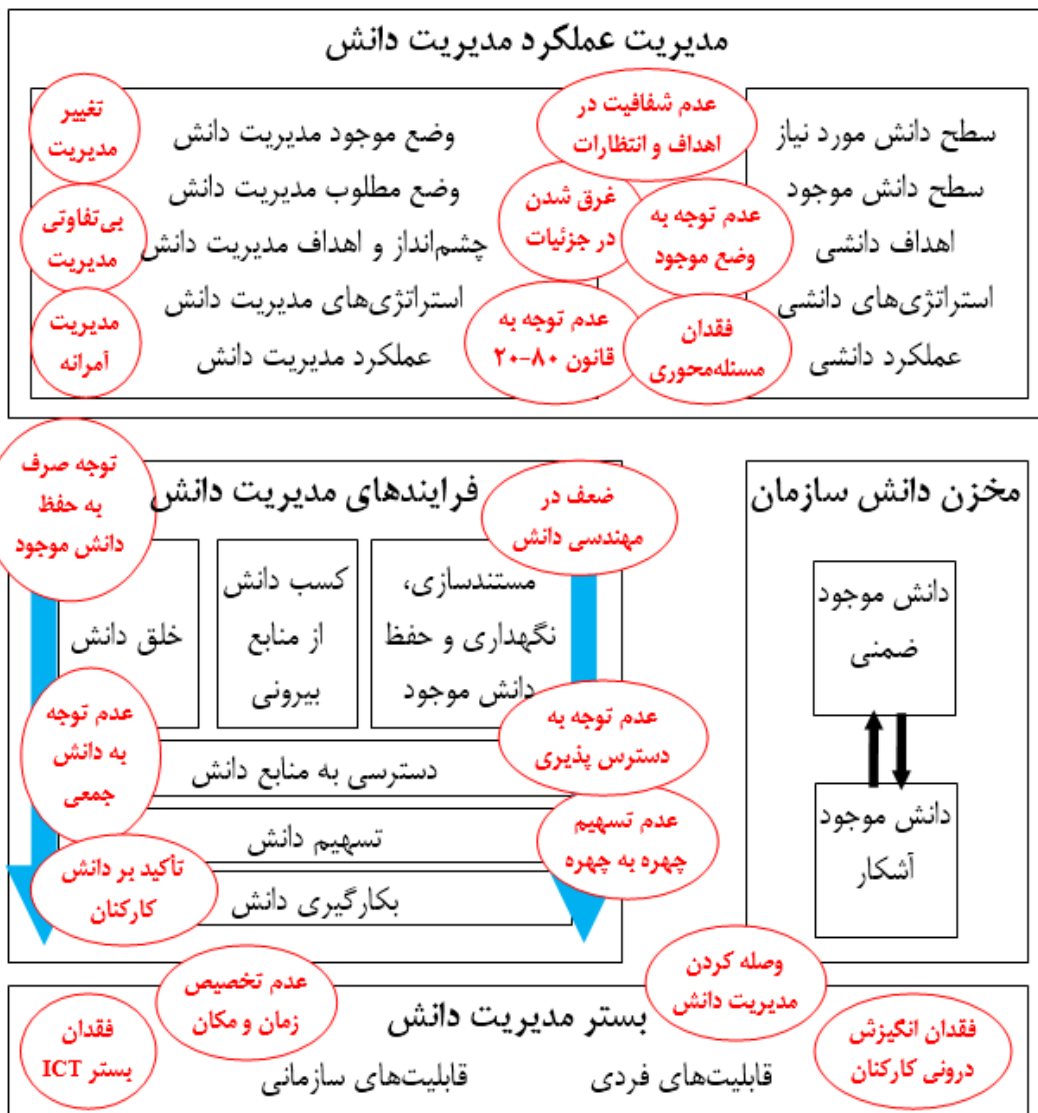 مدیریت عملکرد مدیریت دانش
سطح دانش مورد نیاز
سطح دانش موجود
اهداف دانشی
استراتژی‌های دانشی
عملکرد دانشی
عدم شفافیت در
اهداف و انتظارات
غرق شدن
در جزئیات
عدم توجه به
وضع موجود
عدم توجه به
قانون ۸۰-۲۰
فقدان
مسئله‌محوری
وضع موجود مدیریت دانش
وضع مطلوب مدیریت دانش
چشم‌انداز و اهداف مدیریت دانش
استراتژی‌های مدیریت دانش
عملکرد مدیریت دانش
تغییر
مدیریت
بی‌تفاوتی
مدیریت
مدیریت
آمرانه
مخزن دانش سازمان
دانش موجود
ضمنی
دانش موجود
آشکار
فرایندهای مدیریت دانش
ضعف در
مهندسی دانش
توجه صرف
به حفظ
دانش موجود
مستندسازی،
نگهداری و حفظ
دانش موجود
کسب دانش
از منابع
بیرونی
خلق دانش
عدم توجه به
دسترس پذیری
عدم توجه
به دانش
جمعی
دسترسی به منابع دانش
تسهیم دانش
بکارگیری دانش
عدم تسهیم
چهره به چهره
تأکید بر دانش
کارکنان
وصله کردن
مدیریت دانش
عدم تخصیص
زمان و مکان
بستر مدیریت دانش
قابلیت‌های فردی
قابلیت‌های سازمانی
فقدان انگیزش
درونی کارکنان
فقدان
بستر ICT